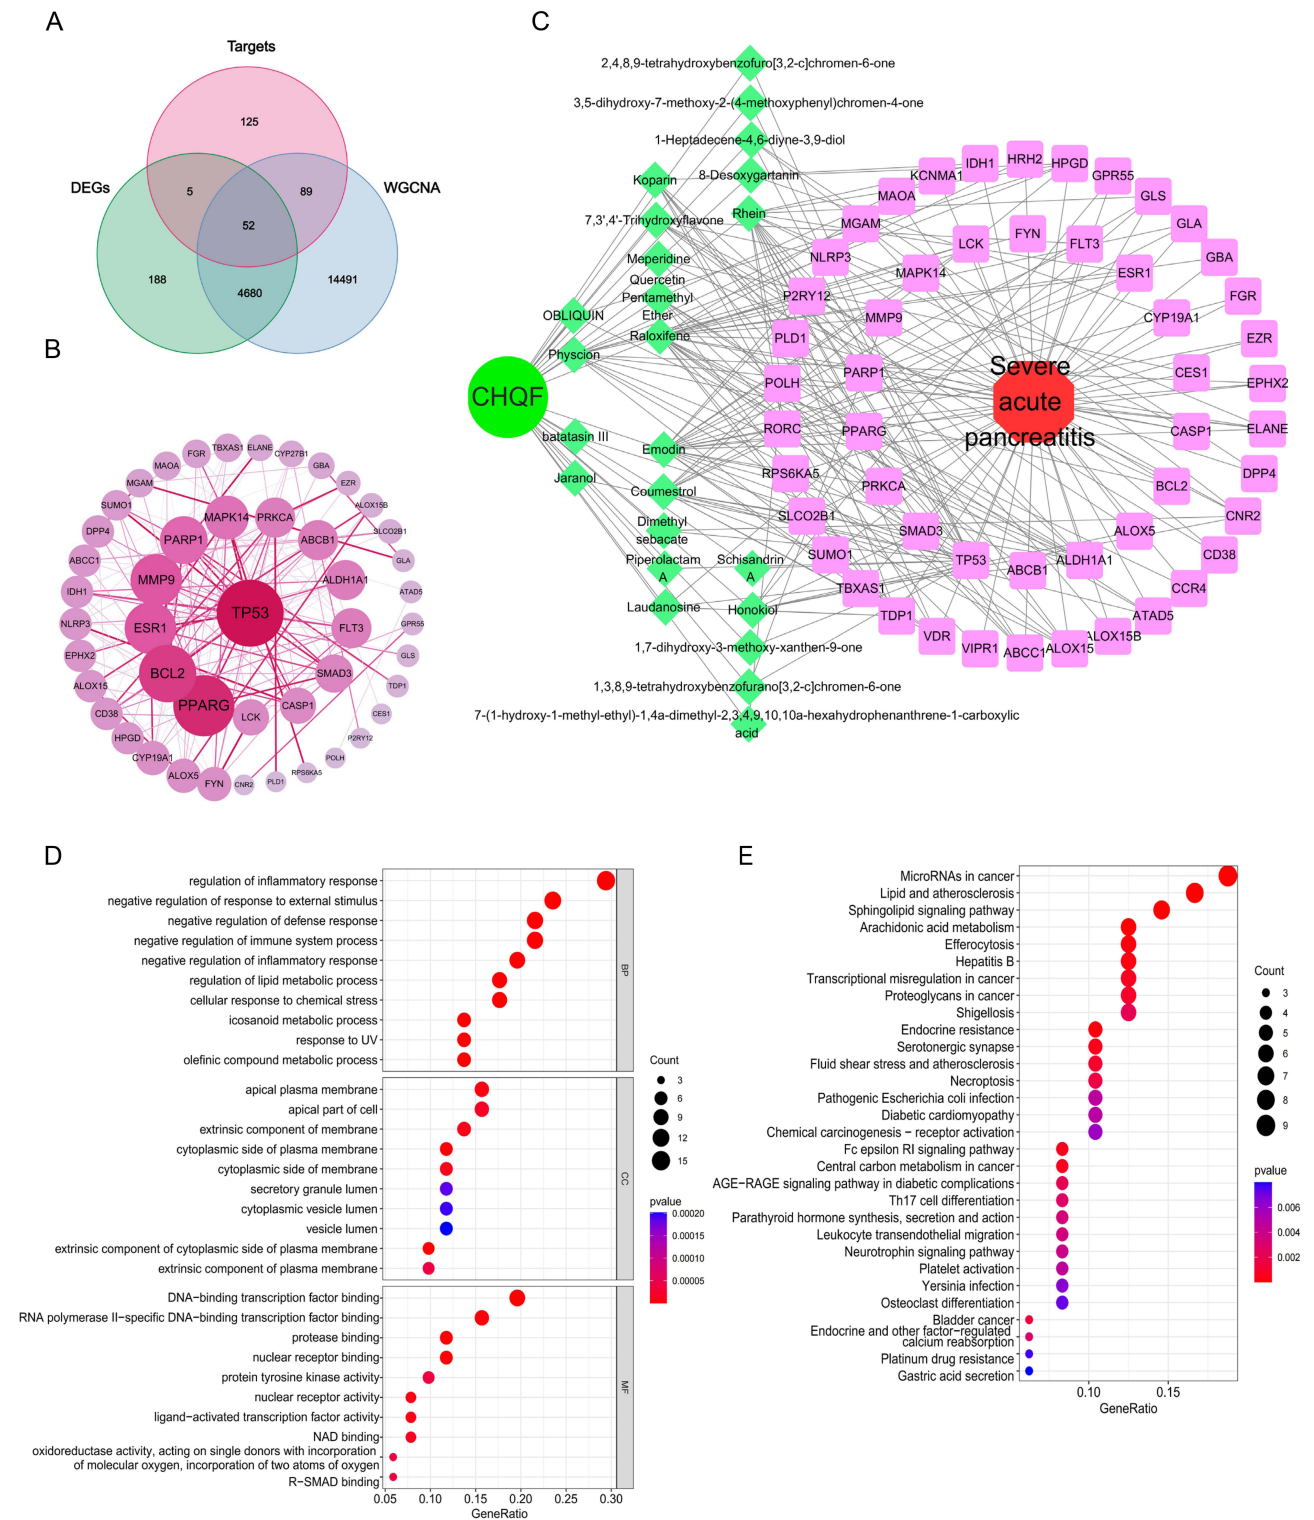 A
Targets
125
DEGs
WGCNA
5
89
52
188
4680
14491
B
TBXAS1
ELANE
FGR
CYP27B1
MAOA
GBA
MGAM
EZR
SUMO1
ALOX15B
MAPK14
PRKCA
DPP4
SLCO2B1
PARP1
ABCB1
ABCC1
GLA
MMP9
ALDH1A1
IDH1
ATAD5
TP53
NLRP3
ESR1
FLT3
GPR55
EPHX2
GLS
BCL2
SMAD3
ALOX15
TDP1
PPARG
CASP1
CD38
LCK
CES1
HPGD
P2RY12
CYP19A1
POLH
ALOX5
FYN
CNR2
PLD1
RPS6KA5
C
2,4,8,9-tetrahydroxybenzofuro[3,2-c]chromen-6-one
3,5-dihydroxy-7-methoxy-2-(4-methoxyphenyl)chromen-4-one
1-Heptadecene-4,6-diyne-3,9-diol
8-Desoxygartanin
Koparin
Rhein
7,3',4'-Trihydroxyflavone
Meperidine
Quercetin
Pentamethyl
Ether
OBLIQUIN
Raloxifene
Physcion
CHQF
batatasin III
Emodin
Jaranol
Coumestrol
Dimethyl
sebacate
Piperolactam
A
Schisandrin
A
Laudanosine
Honokiol
1,7-dihydroxy-3-methoxy-xanthen-9-one
1,3,8,9-tetrahydroxybenzofurano[3,2-c]chromen-6-one
7-(1-hydroxy-1-methyl-ethyl)-1,4a-dimethyl-2,3,4,9,10,10a-hexahydrophenanthrene-1-carboxylic
acid
IDH1
HRH2
HPGD
KCNMA1
GPR55
MAOA
GLS
MGAM
GLA
LCK
FYN
FLT3
NLRP3
GBA
MAPK14
ESR1
P2RY12
FGR
MMP9
CYP19A1
PLD1
EZR
PARP1
CES1
POLH
EPHX2
Severe
acute
pancreatitis
RORC
PPARG
CASP1
ELANE
RPS6KA5
DPP4
PRKCA
BCL2
SLCO2B1
CNR2
SMAD3
ALOX5
SUMO1
CD38
TP53
ABCB1
ALDH1A1
TBXAS1
CCR4
TDP1
ATAD5
VDR
ALOX15B
VIPR1
ABCC1
ALOX15
D
regulation of inflammatory response
negative regulation of response to external stimulus
negative regulation of defense response
negative regulation of immune system process
negative regulation of inflammatory response
regulation of lipid metabolic process
cellular response to chemical stress
icosanoid metabolic process
response to UV
olefinic compound metabolic process
BP
apical plasma membrane
apical part of cell
extrinsic component of membrane
cytoplasmic side of plasma membrane
cytoplasmic side of membrane
secretory granule lumen
cytoplasmic vesicle lumen
vesicle lumen
extrinsic component of cytoplasmic side of plasma membrane
extrinsic component of plasma membrane
CC
DNA−binding transcription factor binding
RNA polymerase II−specific DNA−binding transcription factor binding
protease binding
nuclear receptor binding
protein tyrosine kinase activity
nuclear receptor activity
ligand−activated transcription factor activity
NAD binding
oxidoreductase activity, acting on single donors with incorporation
of molecular oxygen, incorporation of two atoms of oxygen
R−SMAD binding
MF
0.05 0.10 0.15 0.20 0.25 0.30
GeneRatio
Count
3
6
9
12
15
pvalue
0.00020
0.00015
0.00010
0.00005
E
MicroRNAs in cancer
Lipid and atherosclerosis
Sphingolipid signaling pathway
Arachidonic acid metabolism
Efferocytosis
Hepatitis B
Transcriptional misregulation in cancer
Proteoglycans in cancer
Shigellosis
Endocrine resistance
Serotonergic synapse
Fluid shear stress and atherosclerosis
Necroptosis
Pathogenic Escherichia coli infection
Diabetic cardiomyopathy
Chemical carcinogenesis − receptor activation
Fc epsilon RI signaling pathway
Central carbon metabolism in cancer
AGE−RAGE signaling pathway in diabetic complications
Th17 cell differentiation
Parathyroid hormone synthesis, secretion and action
Leukocyte transendothelial migration
Neurotrophin signaling pathway
Platelet activation
Yersinia infection
Osteoclast differentiation
Bladder cancer
Endocrine and other factor−regulated
calcium reabsorption
Platinum drug resistance
Gastric acid secretion
0.10 0.15
GeneRatio
Count
3
4
5
6
7
8
9
pvalue
0.006
0.004
0.002